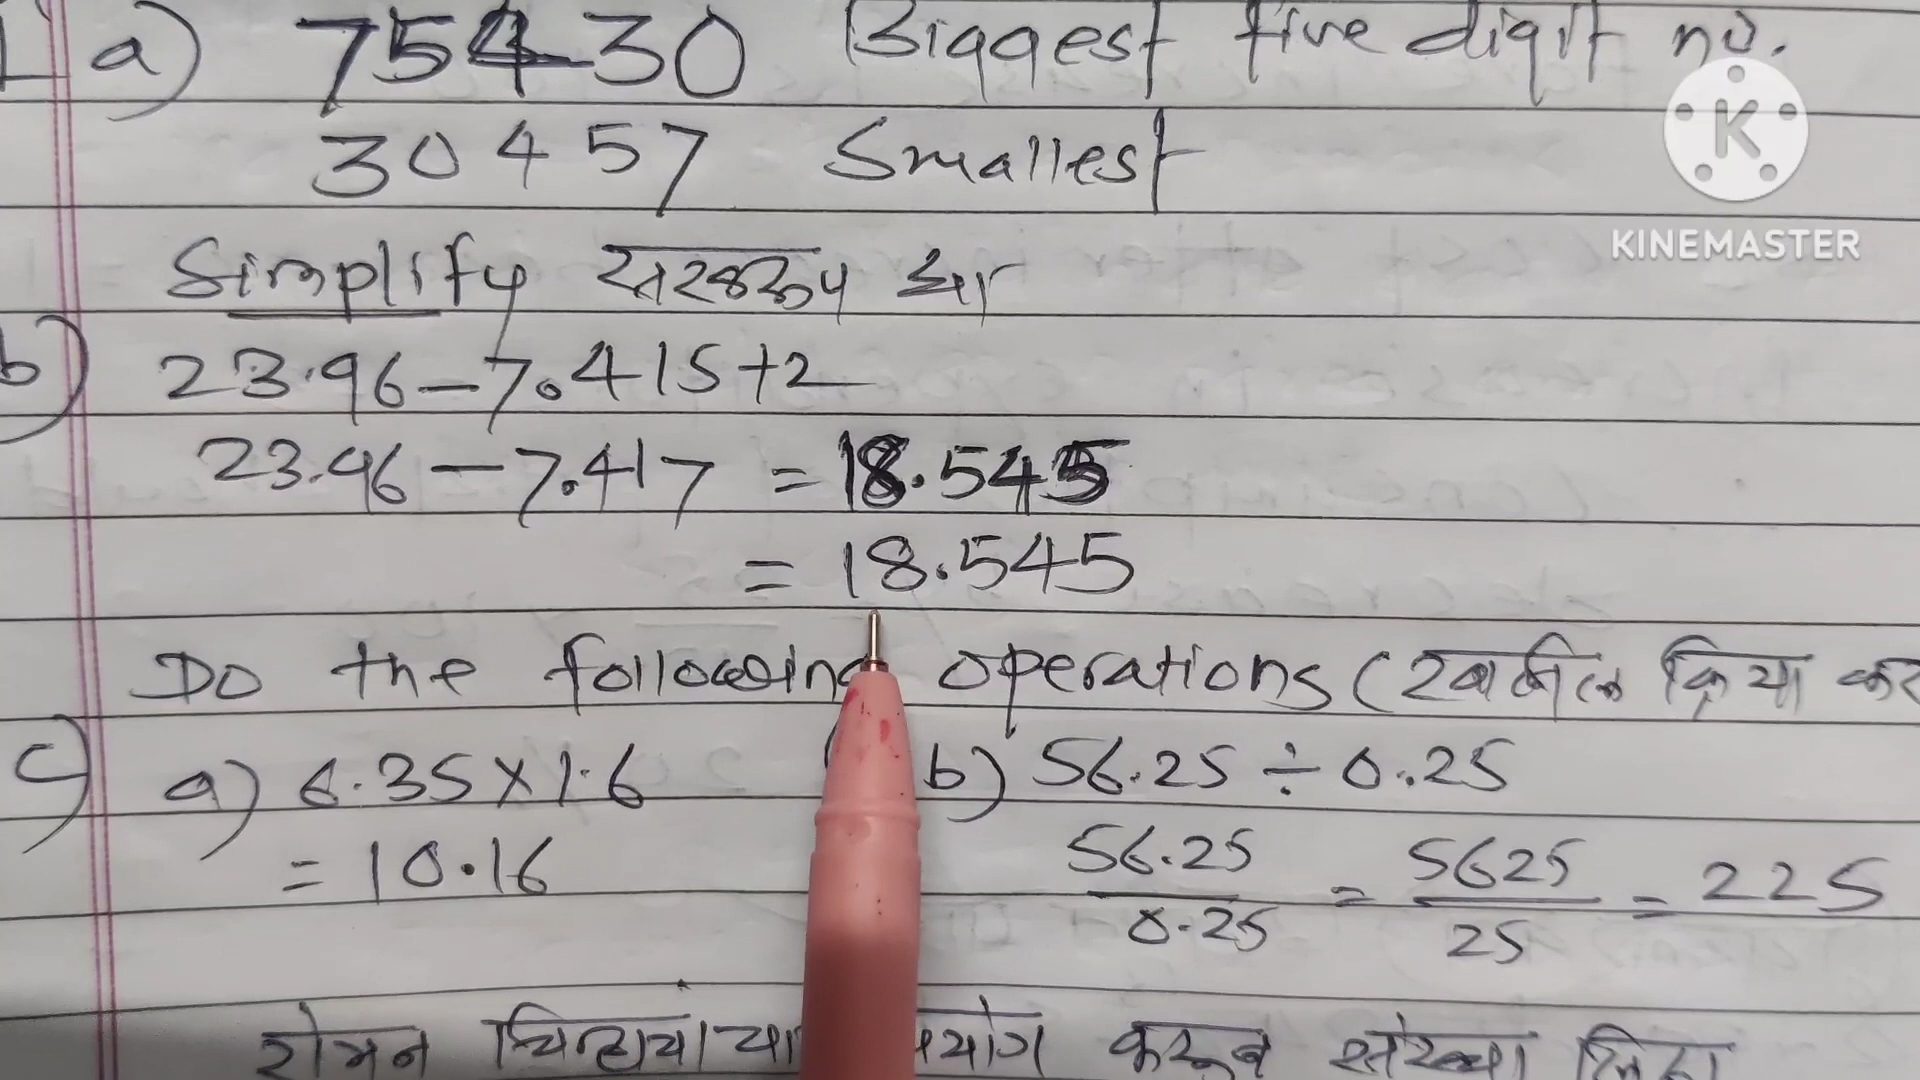 a) 75430 Biggest five digit no.
30457 Smallest
KINEMASTER
Simplify सरळरूप द्या
b) 23.96-7.415+2
23.96-7.417 = 18.545
= 18.545
Do the following operations (खालील क्रिया कर
c) a) 6.35×1.6 b) 56.25÷0.25
= 10.16 56.25/0.25 = 5625/25 = 225
रोमन चिन्हांचा करून संख्या लिहा